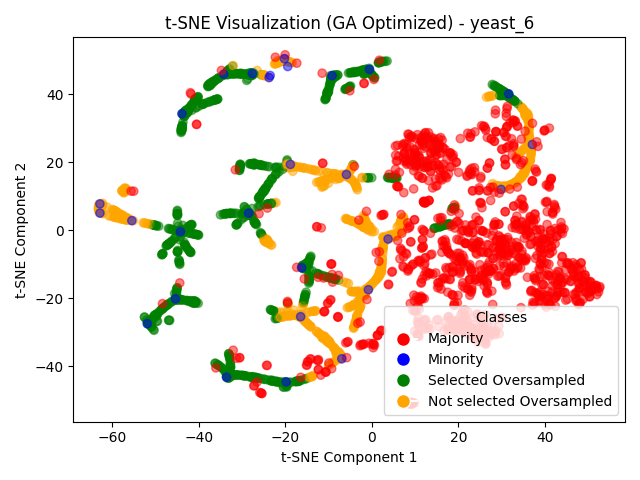 t-SNE Visualization (GA Optimized) - yeast_6
t-SNE Component 2
40
20
0
−20
−40
Classes
Majority
Minority
Selected Oversampled
Not selected Oversampled
−60
−40
−20
0
20
40
t-SNE Component 1